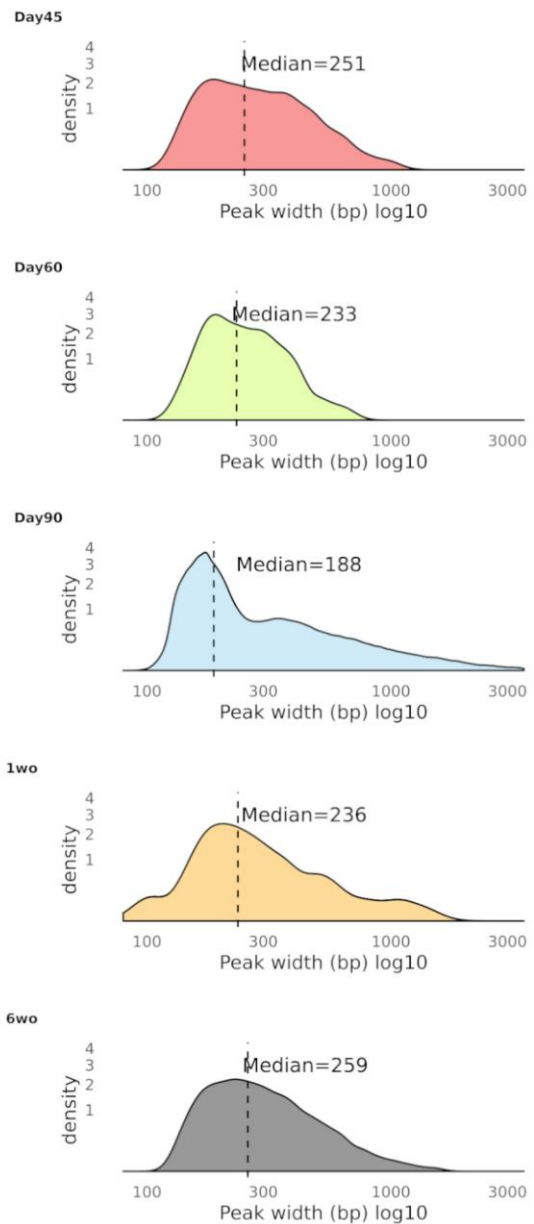 Day45
4
3
2
1
density
Median=251
100 300 1000 3000
Peak width (bp) log10
Day60
4
3
2
1
density
Median=233
100 300 1000 3000
Peak width (bp) log10
Day90
4
3
2
1
density
Median=188
100 300 1000 3000
Peak width (bp) log10
1wo
4
3
2
1
density
Median=236
100 300 1000 3000
Peak width (bp) log10
6wo
4
3
2
1
density
Median=259
100 300 1000 3000
Peak width (bp) log10